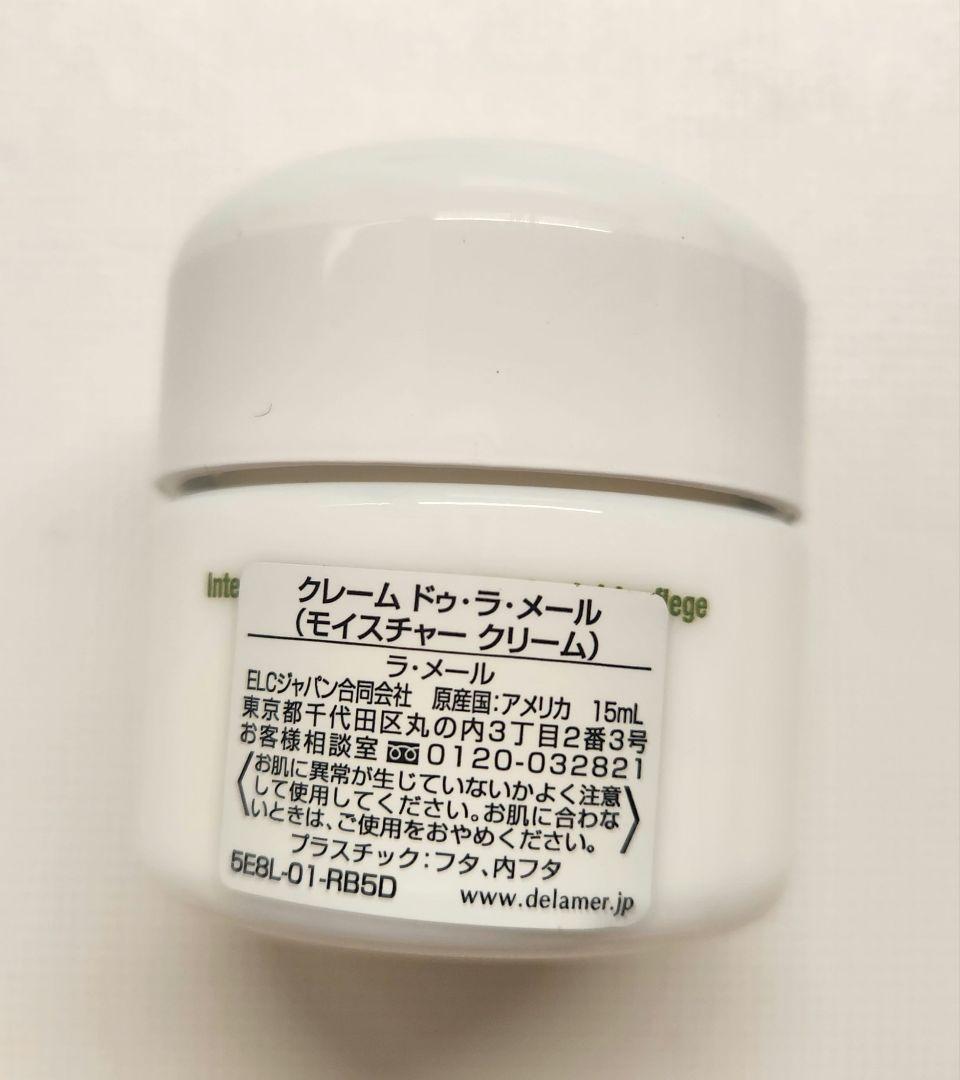 クレーム ドゥ・ラ・メール
(モイスチャー クリーム)
ラ・メール
ELCジャパン合同会社 原産国:アメリカ 15mL
東京都千代田区丸の内3丁目2番3号
お客様相談室 0120-032821
お肌に異常が生じていないかよく注意
して使用してください。お肌に合わな
いときは、ご使用をおやめください。
プラスチック:フタ、内フタ
5E8L-01-RB5D
www.delamer.jp